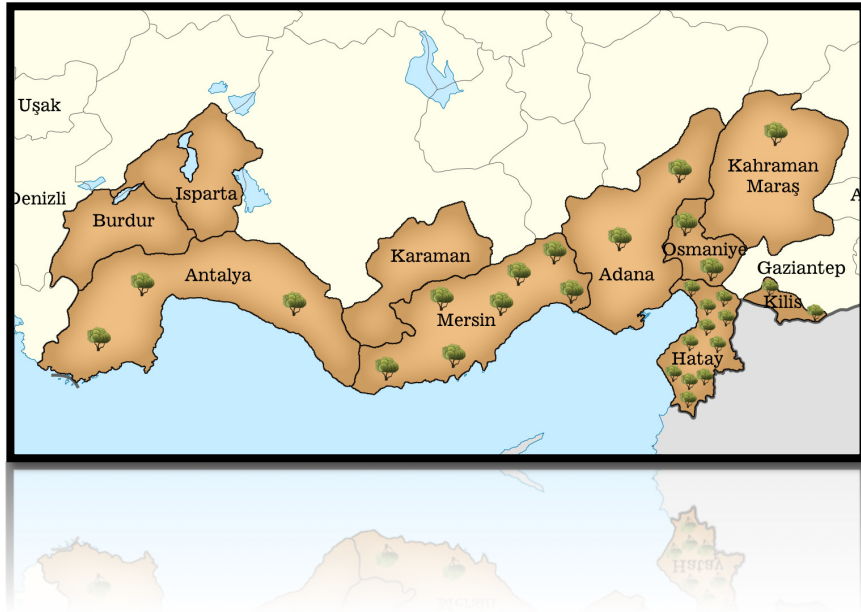 Uşak
Denizli
Isparta
Burdur
Antalya
Karaman
Mersin
Adana
Kahraman
Maraş
Osmaniye
Gaziantep
Kilis
Hatay
A